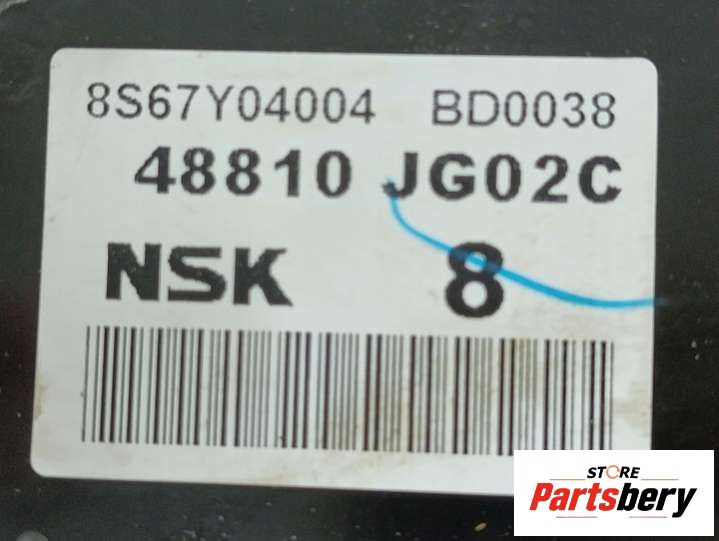 8S67Y04004 BD0038
48810 JG02C
NSK 8
STORE
Partsbery